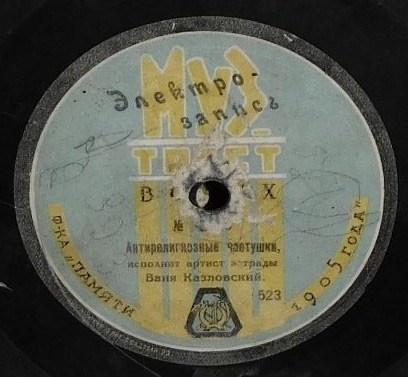 Электро-
запись
МУЗ
ТРЕСТ
В Х
№
Антирелигиозные частушки,
исполнит артист эстрады
Ваня Казловский.
523
Ф-КА „ПАМЯТИ 1905 ГОДА"